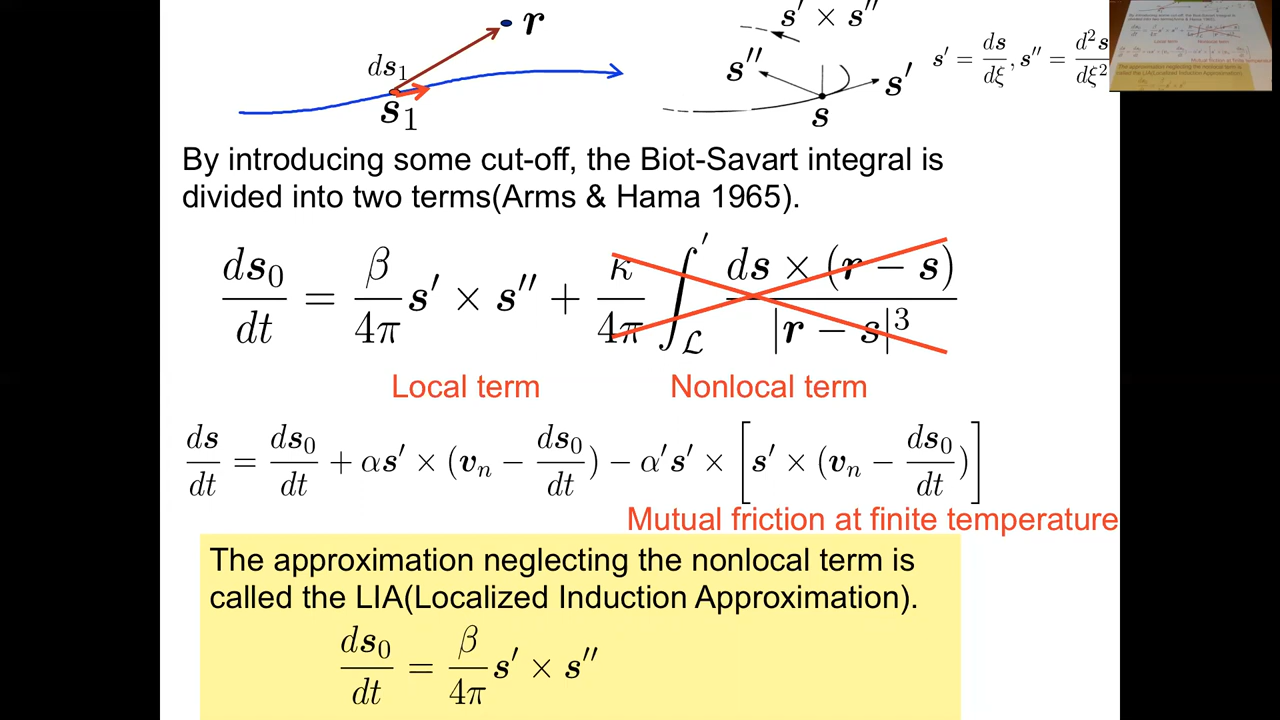 r
ds₁
s₁
s′ × s″
s″
s′
s
s′ = ds/dξ, s″ = d²s/dξ²
By introducing some cut-off, the Biot-Savart integral is
divided into two terms(Arms & Hama 1965).
ds₀/dt = β/4π s′ × s″ + κ/4π ∫′_ℒ ds × (r − s)/|r − s|³
Local term
Nonlocal term
ds/dt = ds₀/dt + αs′ × (vₙ − ds₀/dt) − α′s′ × [s′ × (vₙ − ds₀/dt)]
Mutual friction at finite temperature
The approximation neglecting the nonlocal term is
called the LIA(Localized Induction Approximation).
ds₀/dt = β/4π s′ × s″